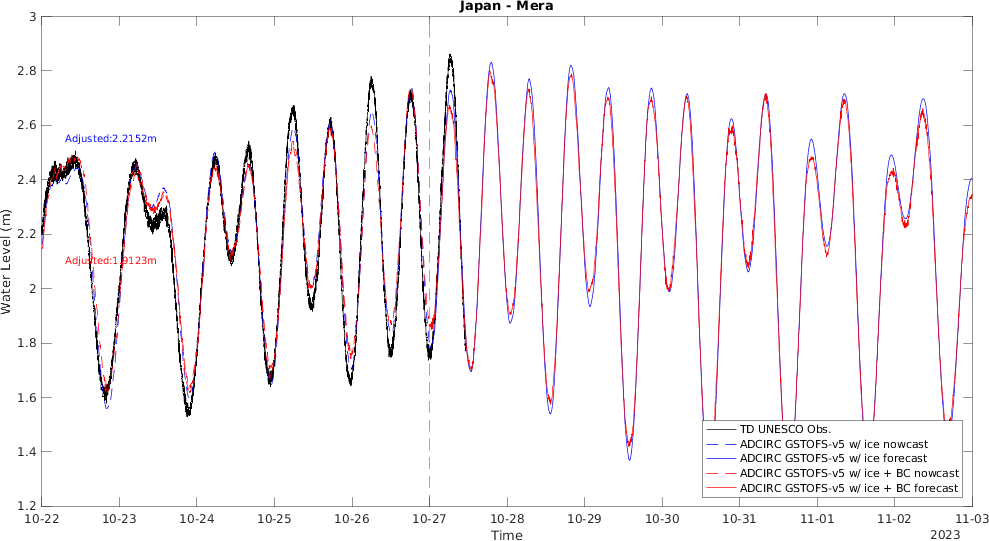 Japan - Mera
3
2.8
2.6
2.4
2.2
2
1.8
1.6
1.4
1.2
Water Level (m)
Adjusted:2.2152m
Adjusted:1.9123m
TD UNESCO Obs.
ADCIRC GSTOFS-v5 w/ ice nowcast
ADCIRC GSTOFS-v5 w/ ice forecast
ADCIRC GSTOFS-v5 w/ ice + BC nowcast
ADCIRC GSTOFS-v5 w/ ice + BC forecast
10-22 10-23 10-24 10-25 10-26 10-27 10-28 10-29 10-30 10-31 11-01 11-02 11-03
Time
2023